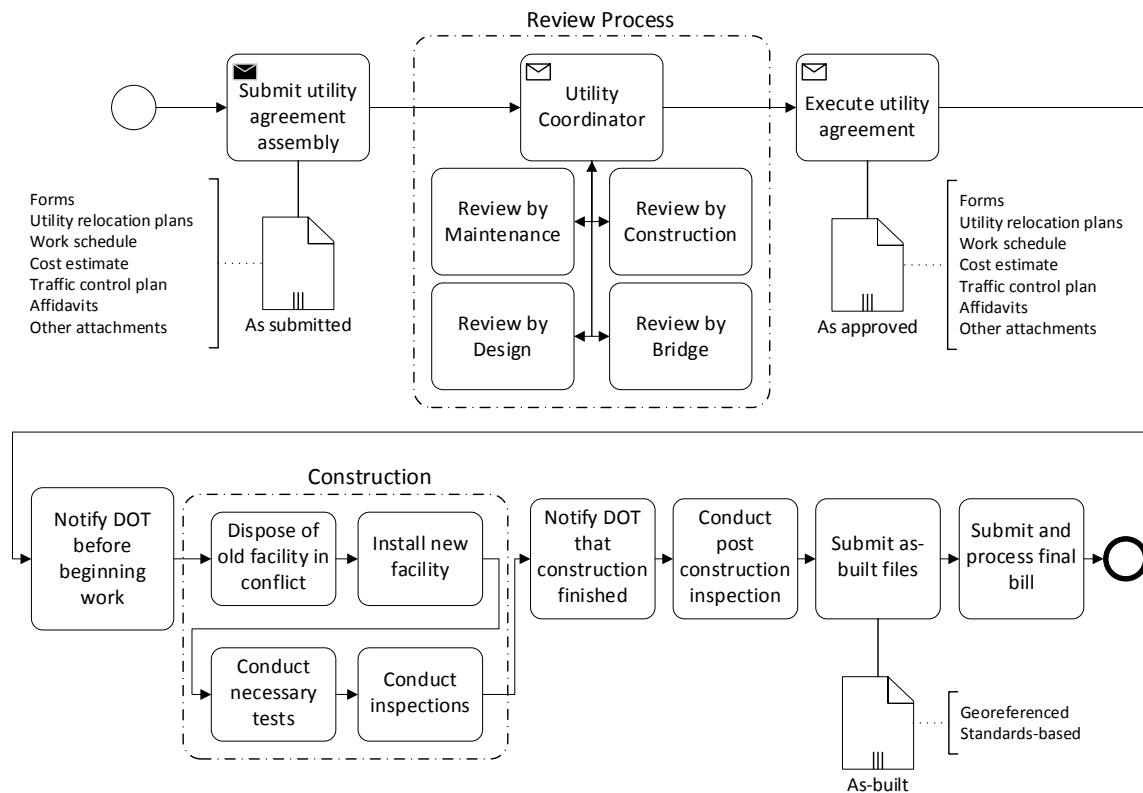 Review Process
Submit utility
agreement
assembly
Utility
Coordinator
Execute utility
agreement
Review by
Maintenance
Review by
Construction
Review by
Design
Review by
Bridge
Forms
Utility relocation plans
Work schedule
Cost estimate
Traffic control plan
Affidavits
Other attachments
As submitted
As approved
Forms
Utility relocation plans
Work schedule
Cost estimate
Traffic control plan
Affidavits
Other attachments
Construction
Notify DOT
before
beginning
work
Dispose of
old facility in
conflict
Install new
facility
Conduct
necessary
tests
Conduct
inspections
Notify DOT
that
construction
finished
Conduct
post
construction
inspection
Submit as-
built files
Submit and
process final
bill
As-built
Georeferenced
Standards-based